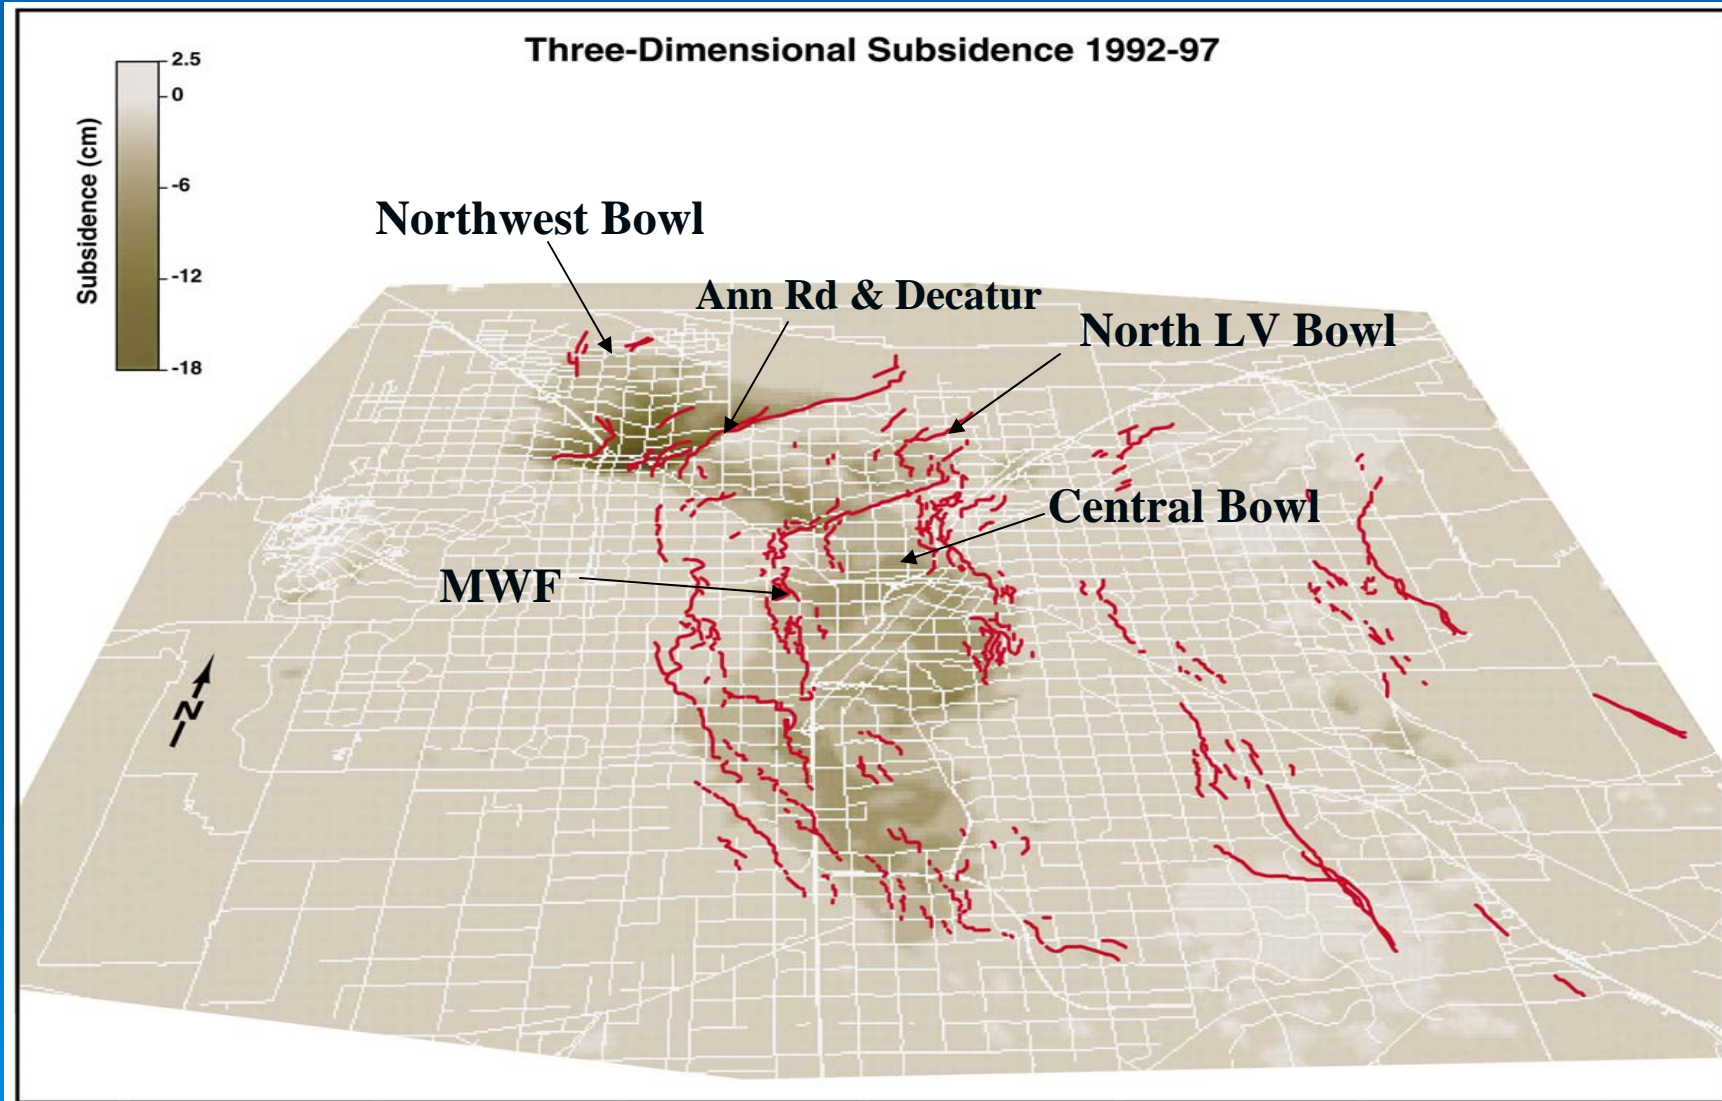 Three-Dimensional Subsidence 1992-97
2.5
0
-6
-12
-18
Subsidence (cm)
Northwest Bowl
Ann Rd & Decatur
North LV Bowl
Central Bowl
MWF
N